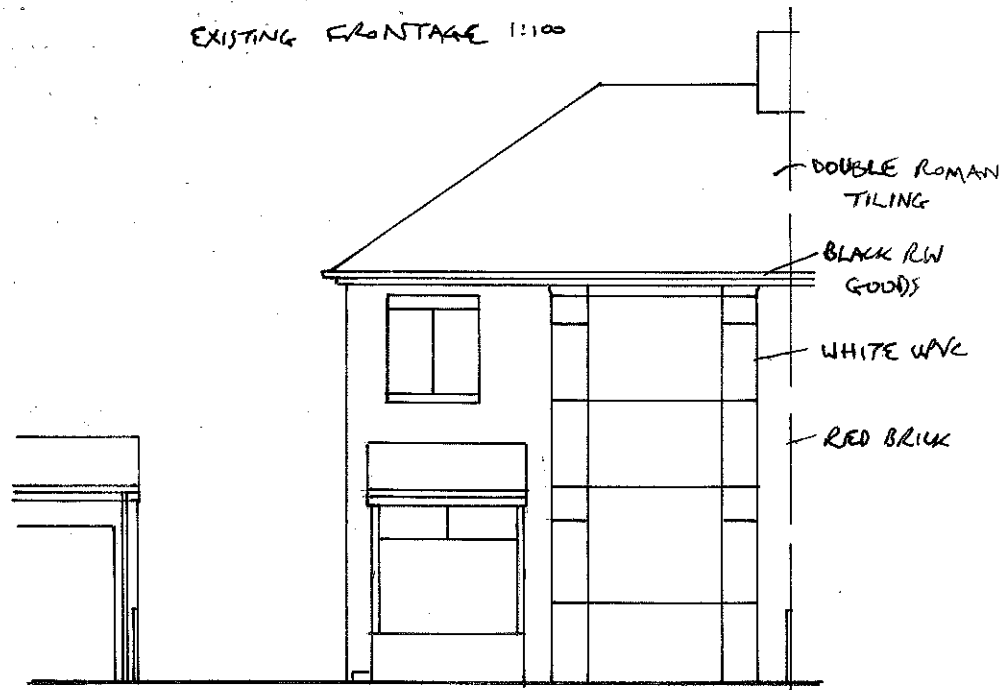 EXISTING FRONTAGE 1:100
DOUBLE ROMAN
TILING
BLACK RW
GOODS
WHITE UPVC
RED BRICK